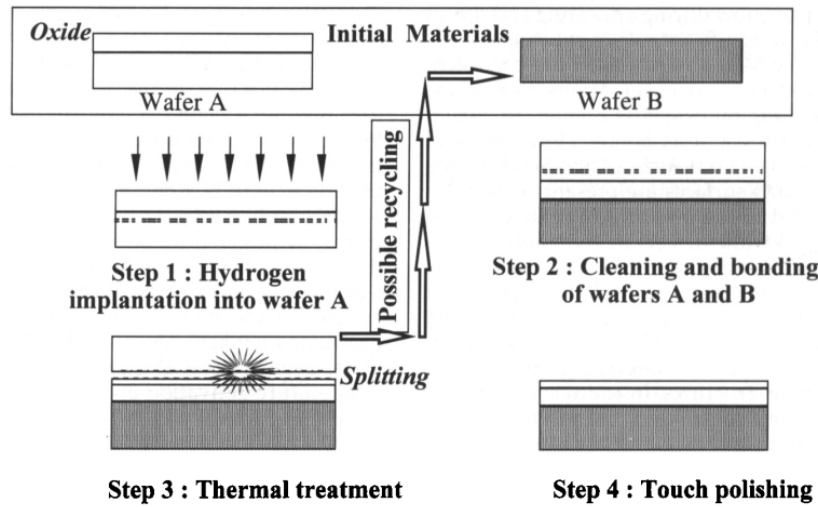 Oxide
Initial Materials
Wafer A
Wafer B
Possible recycling
Step 1 : Hydrogen
implantation into wafer A
Step 2 : Cleaning and bonding
of wafers A and B
Splitting
Step 3 : Thermal treatment
Step 4 : Touch polishing